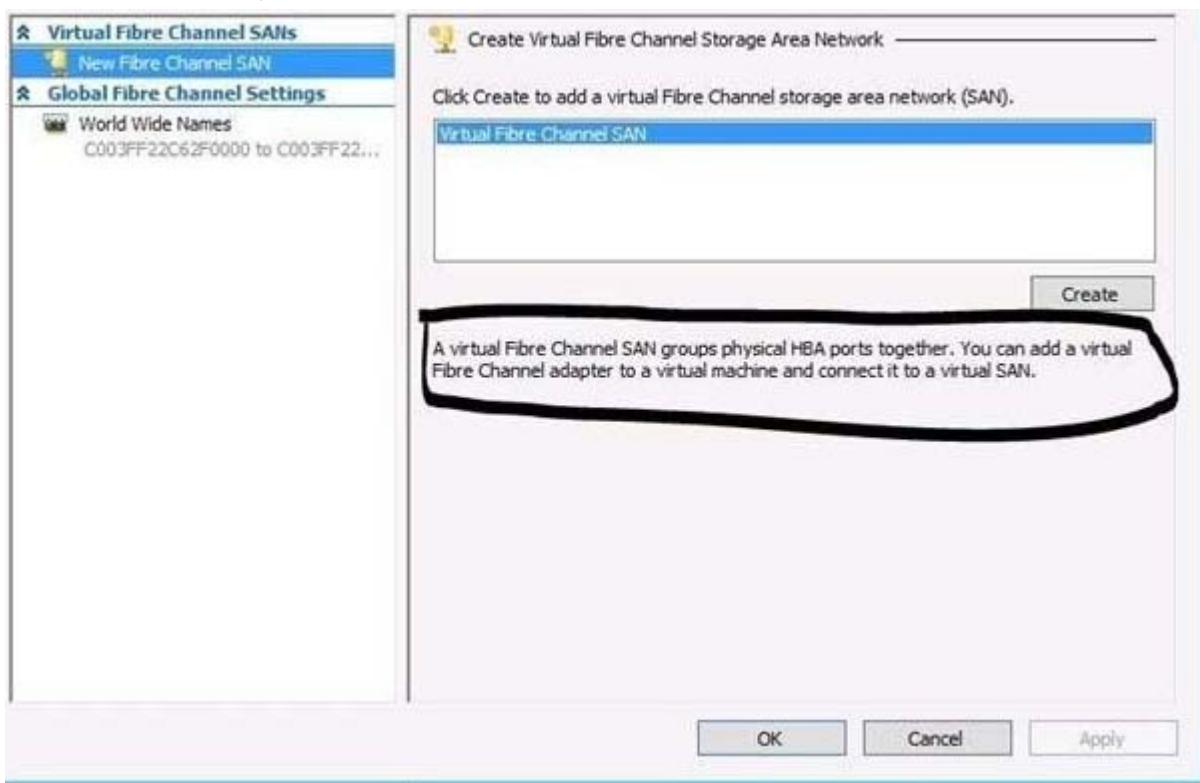 Virtual Fibre Channel SANs
New Fibre Channel SAN
Global Fibre Channel Settings
World Wide Names
C003FF22C62F0000 to C003FF22...
Create Virtual Fibre Channel Storage Area Network
Click Create to add a virtual Fibre Channel storage area network (SAN).
Virtual Fibre Channel SAN
Create
A virtual Fibre Channel SAN groups physical HBA ports together. You can add a virtual
Fibre Channel adapter to a virtual machine and connect it to a virtual SAN.
OK
Cancel
Apply